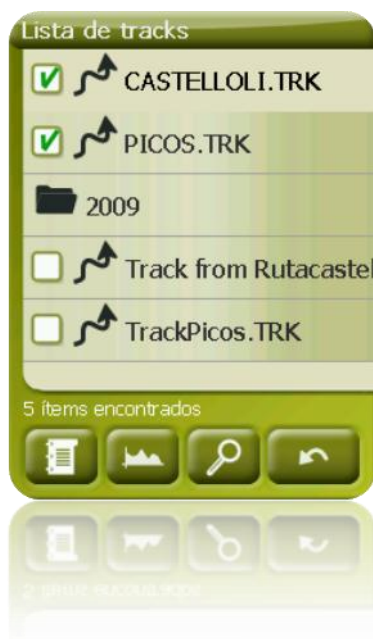 Lista de tracks
CASTELLOLI.TRK
PICOS.TRK
2009
Track from Rutacastel
TrackPicos.TRK
5 ítems encontrados